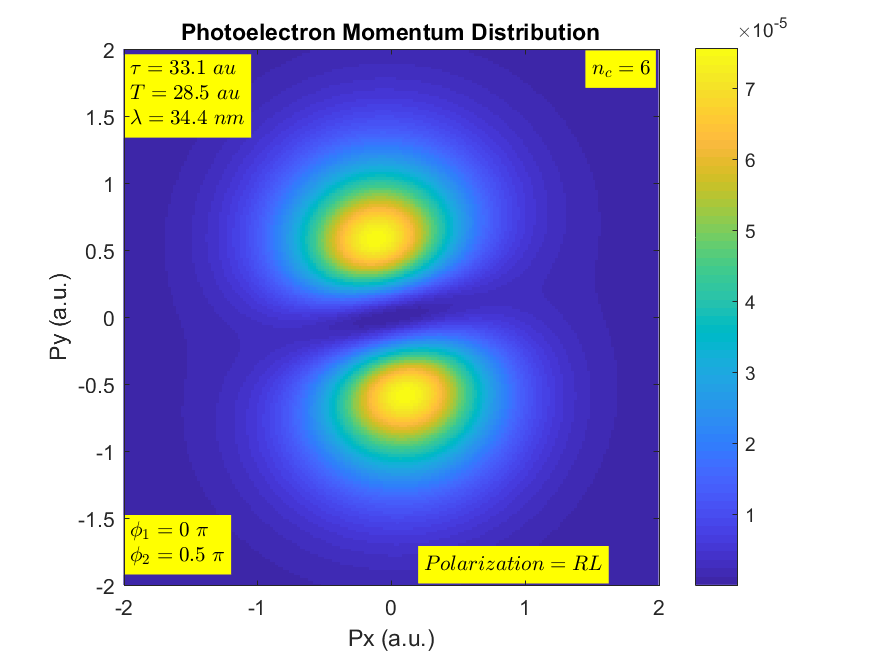 Photoelectron Momentum Distribution
×10⁻⁵
τ = 33.1 au
T = 28.5 au
λ = 34.4 nm
n_c = 6
ϕ₁ = 0 π
ϕ₂ = 0.5 π
Polarization = RL
2
1.5
1
0.5
0
-0.5
-1
-1.5
-2
Py (a.u.)
-2
-1
0
1
2
Px (a.u.)
7
6
5
4
3
2
1